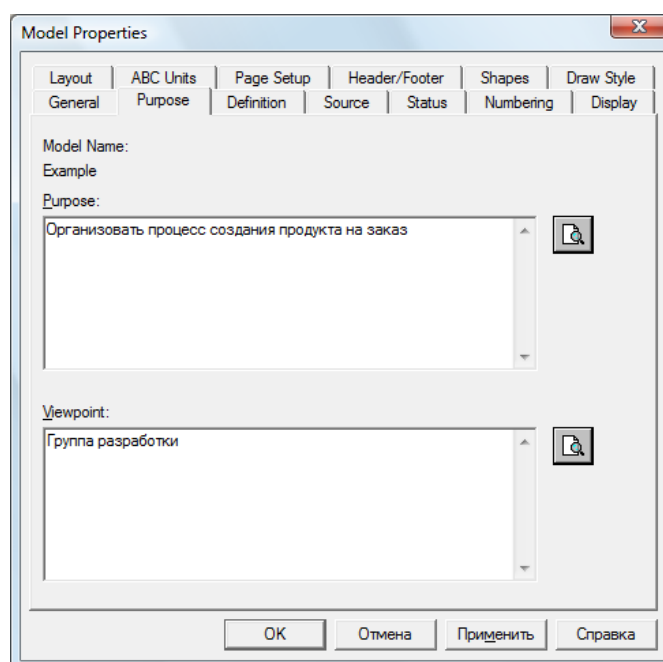 Model Properties
Layout ABC Units Page Setup Header/Footer Shapes Draw Style
General Purpose Definition Source Status Numbering Display
Model Name:
Example
Purpose:
Организовать процесс создания продукта на заказ
Viewpoint:
Группа разработки
OK Отмена Применить Справка